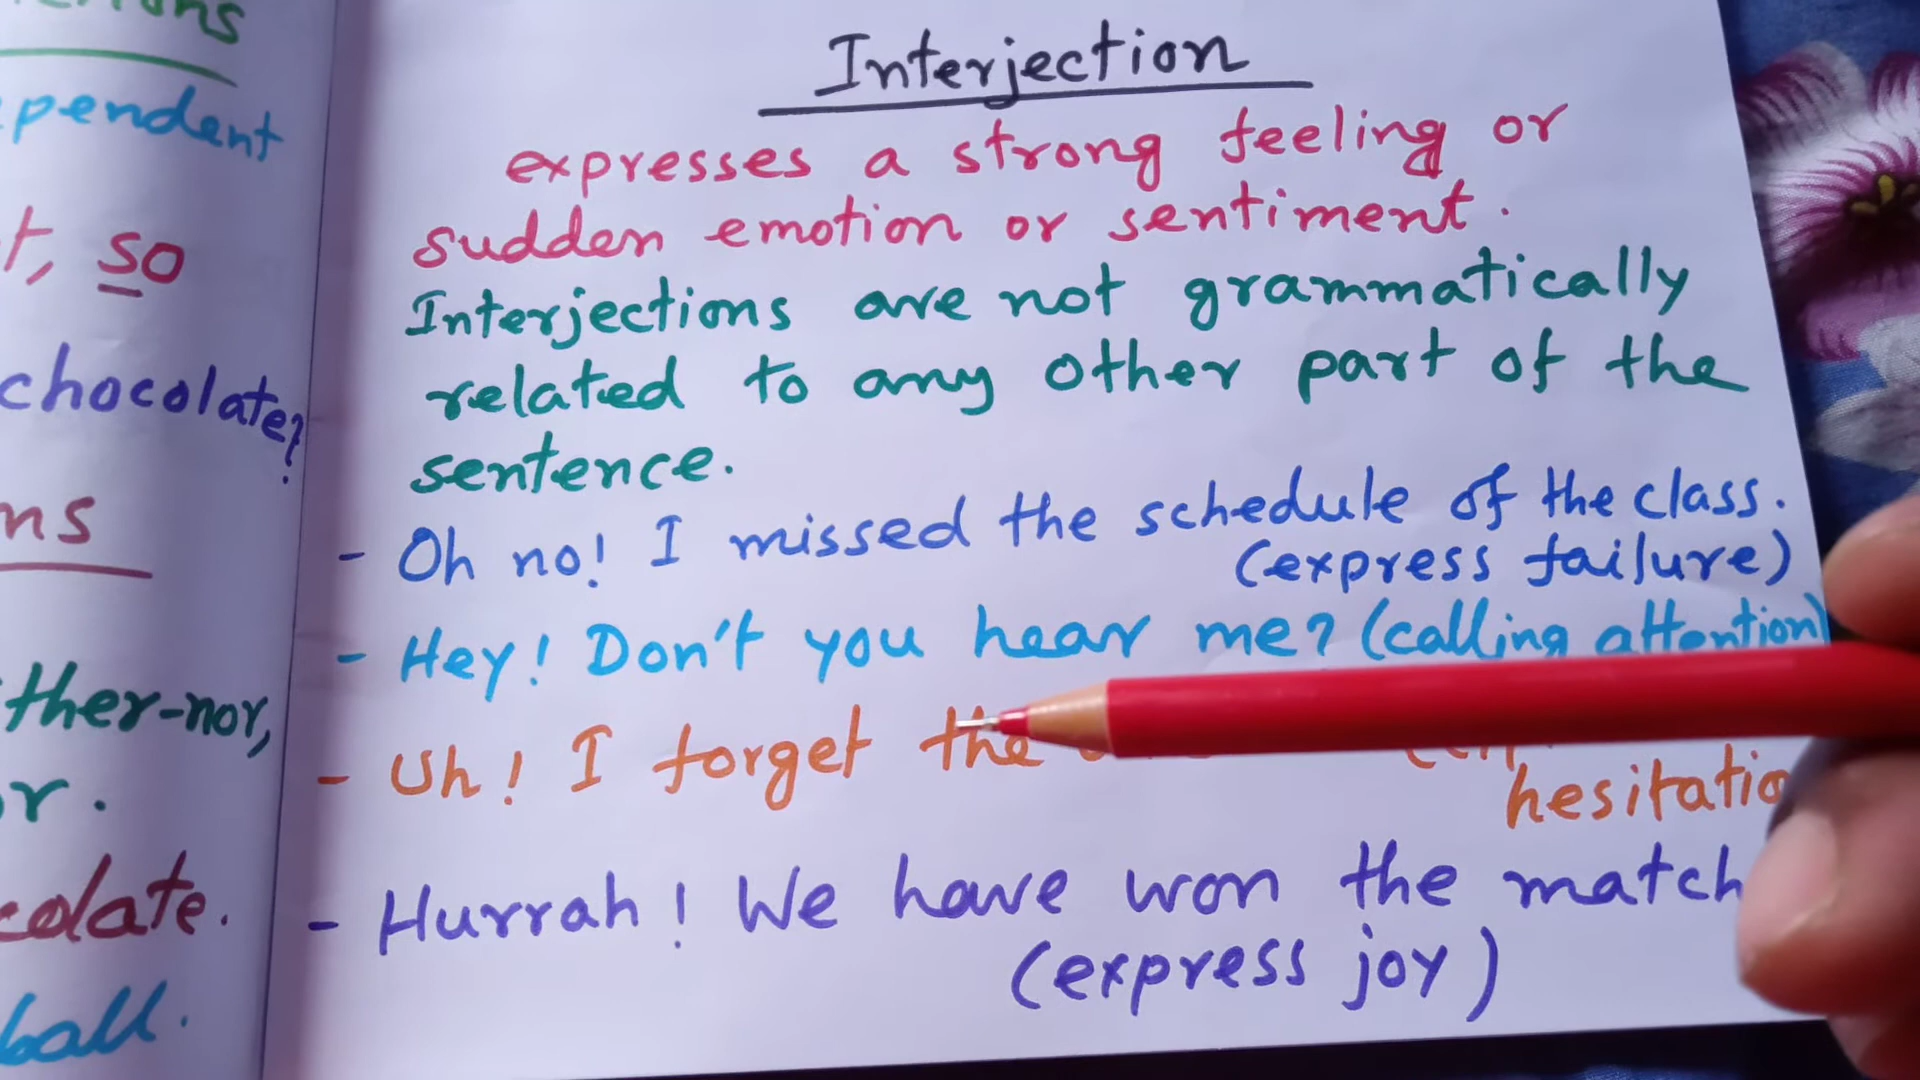 pendent
t, so
chocolate?
ns
ther-nor,
or.
colate.
ball.
Interjection
expresses a strong feeling or
sudden emotion or sentiment.
Interjections are not grammatically
related to any other part of the
sentence.
- Oh no! I missed the schedule of the class.
(express failure)
- Hey! Don't you hear me? (calling attention)
- Uh! I forget the
hesitatio
- Hurrah! We have won the match
(express joy)